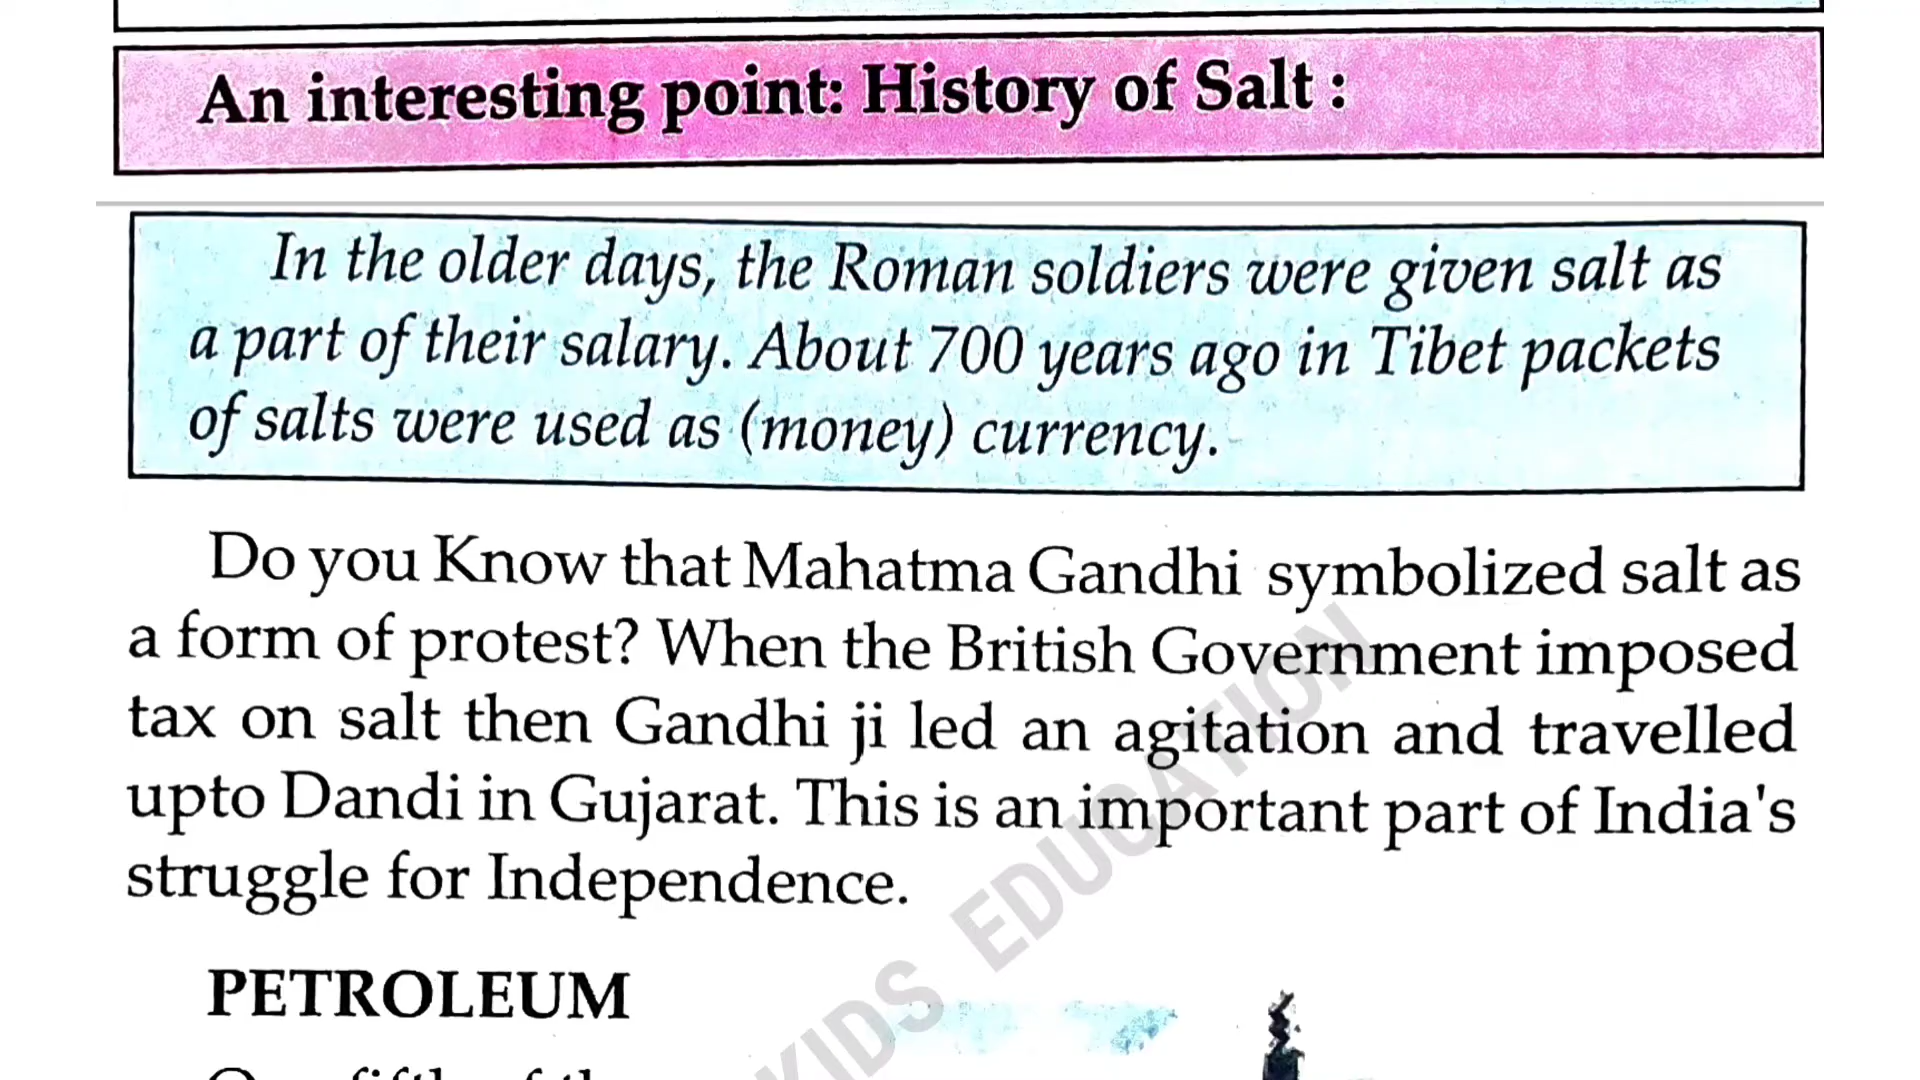 An interesting point: History of Salt :
In the older days, the Roman soldiers were given salt as
a part of their salary. About 700 years ago in Tibet packets
of salts were used as (money) currency.
Do you Know that Mahatma Gandhi symbolized salt as
a form of protest? When the British Government imposed
tax on salt then Gandhi ji led an agitation and travelled
upto Dandi in Gujarat. This is an important part of India's
struggle for Independence.
PETROLEUM
KIDS EDUCATION